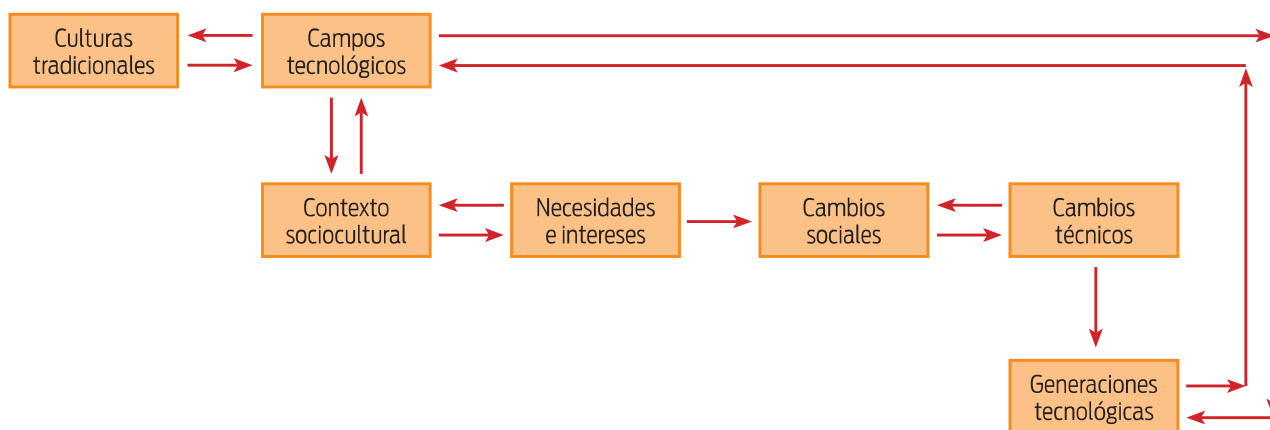 Culturas
tradicionales
Campos
tecnológicos
Contexto
sociocultural
Necesidades
e intereses
Cambios
sociales
Cambios
técnicos
Generaciones
tecnológicas